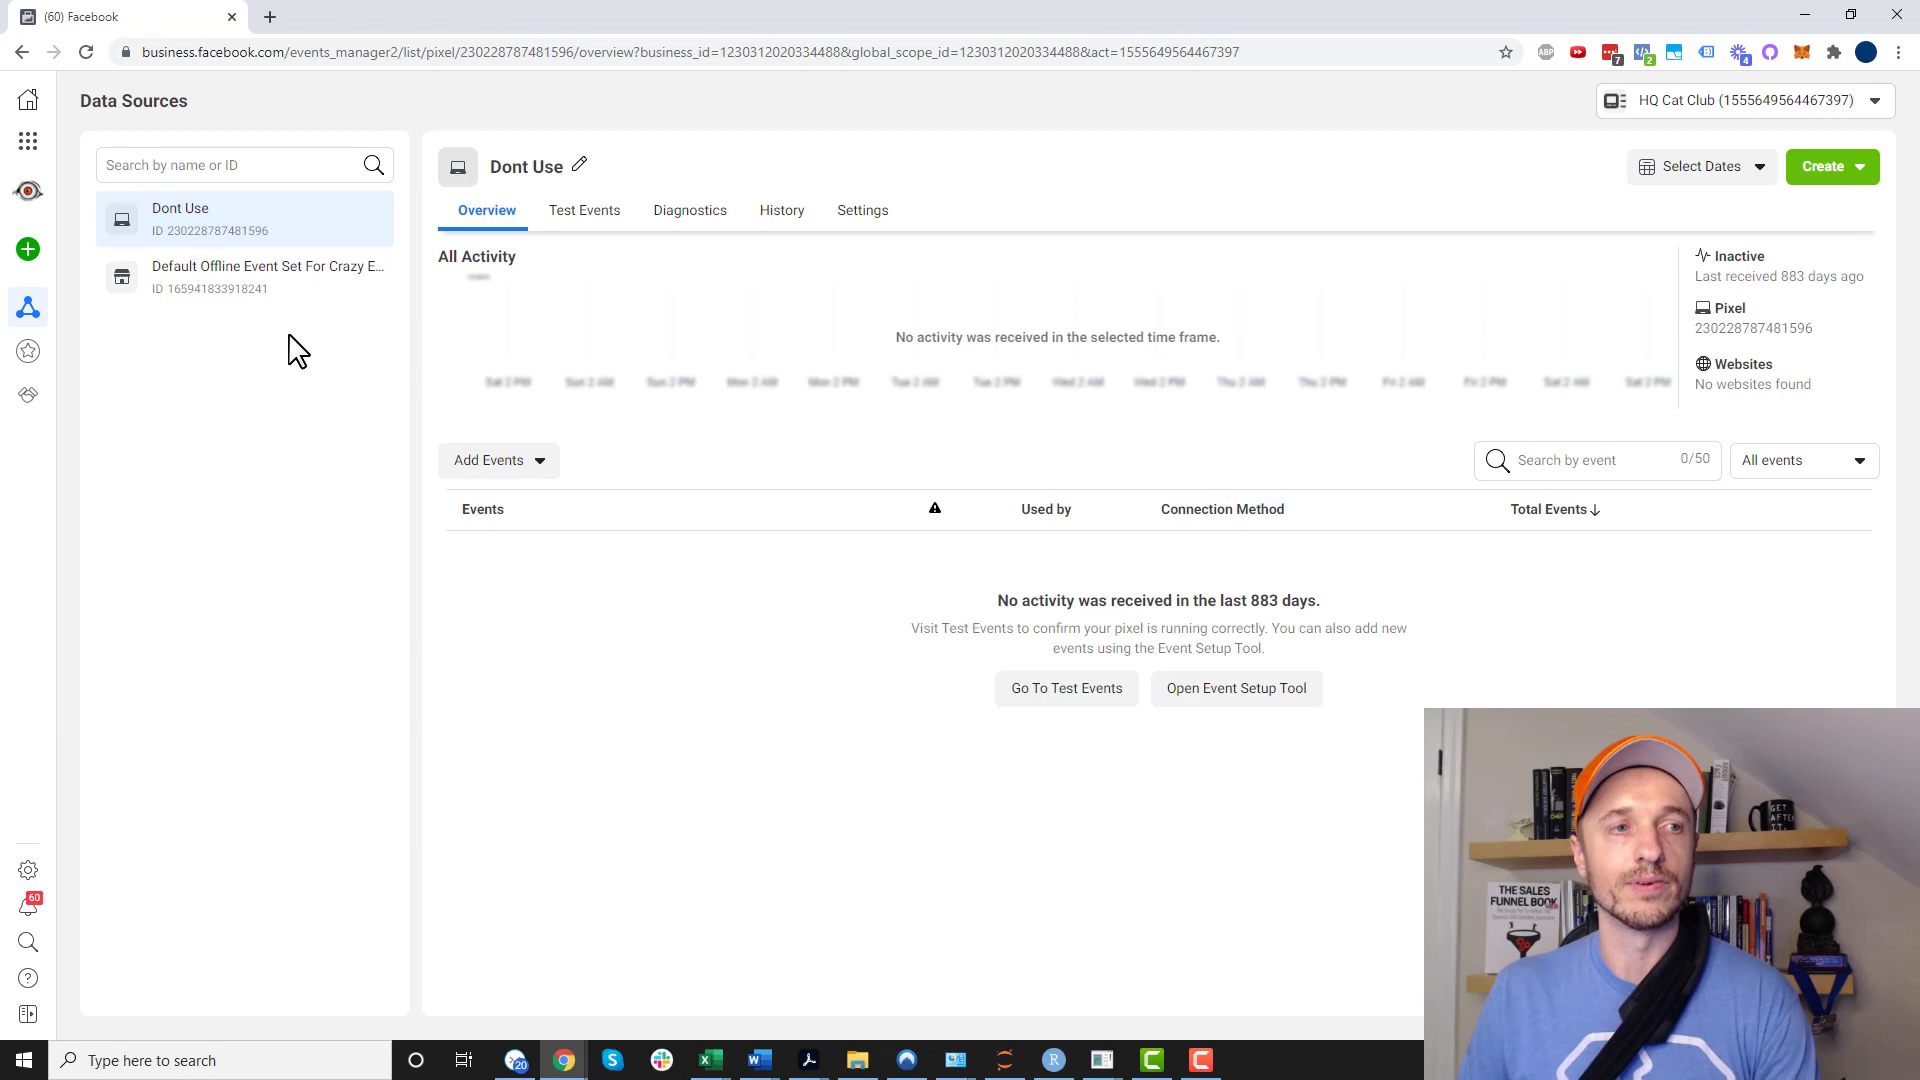 (60) Facebook
business.facebook.com/events_manager2/list/pixel/230228787481596/overview?business_id=1230312020334488&global_scope_id=1230312020334488&act=1555649564467397
ABP
7
2
4
Data Sources
HQ Cat Club (1555649564467397)
Search by name or ID
Dont Use
ID 230228787481596
Default Offline Event Set For Crazy E...
ID 165941833918241
Dont Use
Select Dates
Create
Overview
Test Events
Diagnostics
History
Settings
All Activity
No activity was received in the selected time frame.
Sat 2 PM
Sun 2 AM
Sun 2 PM
Mon 2 AM
Mon 2 PM
Tue 2 AM
Tue 2 PM
Wed 2 AM
Wed 2 PM
Thu 2 AM
Thu 2 PM
Fri 2 AM
Fri 2 PM
Sat 2 AM
Sat 2 PM
Inactive
Last received 883 days ago
Pixel
230228787481596
Websites
No websites found
Add Events
Search by event
0/50
All events
Events
Used by
Connection Method
Total Events
No activity was received in the last 883 days.
Visit Test Events to confirm your pixel is running correctly. You can also add new
events using the Event Setup Tool.
Go To Test Events
Open Event Setup Tool
60
GET
AFTER
IT
THE SALES
FUNNEL BOOK
Type here to search
20